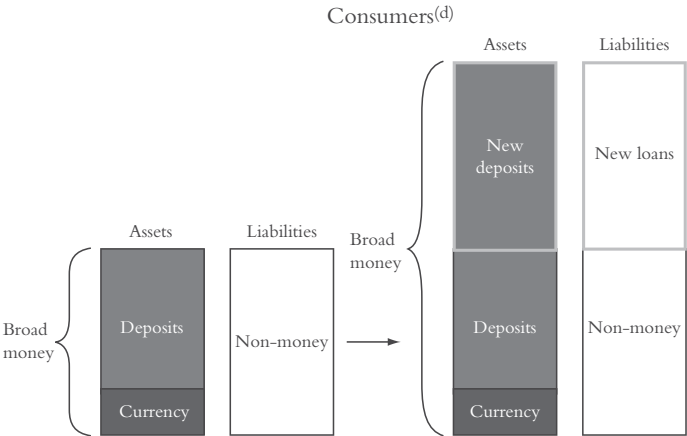 Consumers(d)
Assets
Liabilities
New
deposits
New loans
Assets
Liabilities
Broad
money
Broad
money
Deposits
Non-money
Deposits
Non-money
Currency
Currency